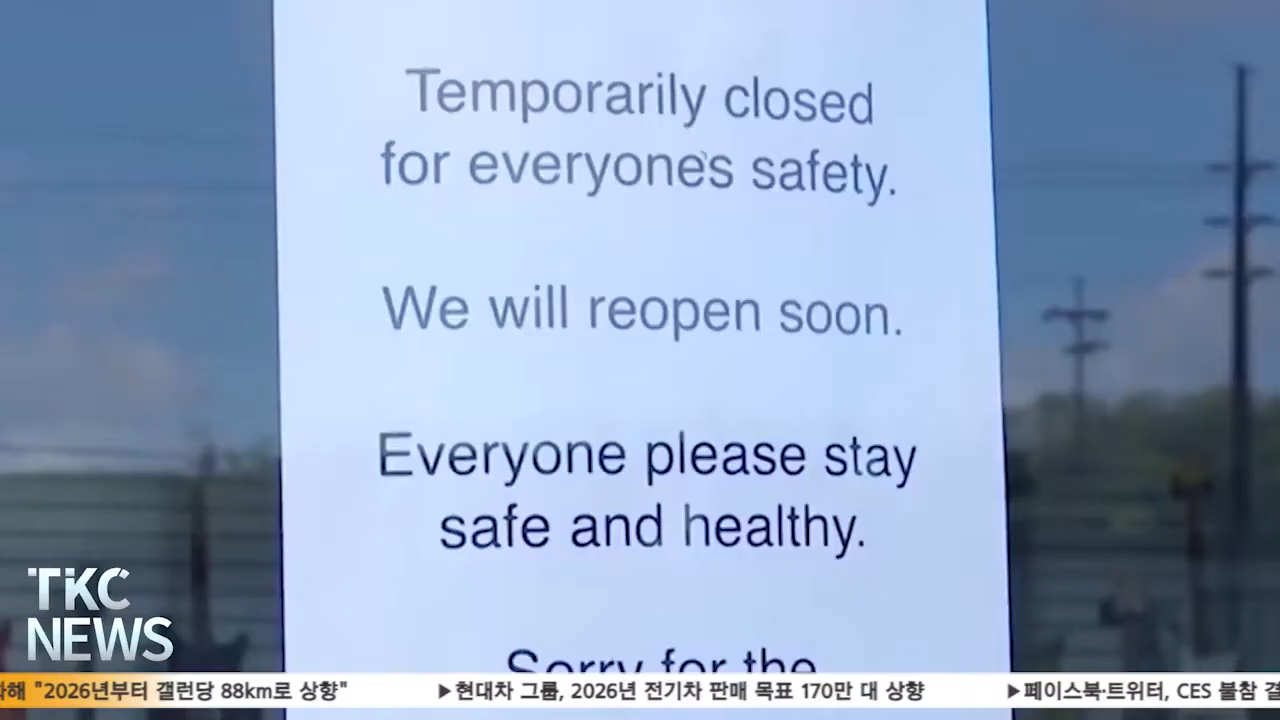 Temporarily closed
for everyone's safety.
We will reopen soon.
Everyone please stay
safe and healthy.
Sorry for the
TKC
NEWS
"2026년부터 갤런당 88km로 상향" ▶현대차 그룹, 2026년 전기차 판매 목표 170만 대 상향 ▶페이스북·트위터, CES 불참